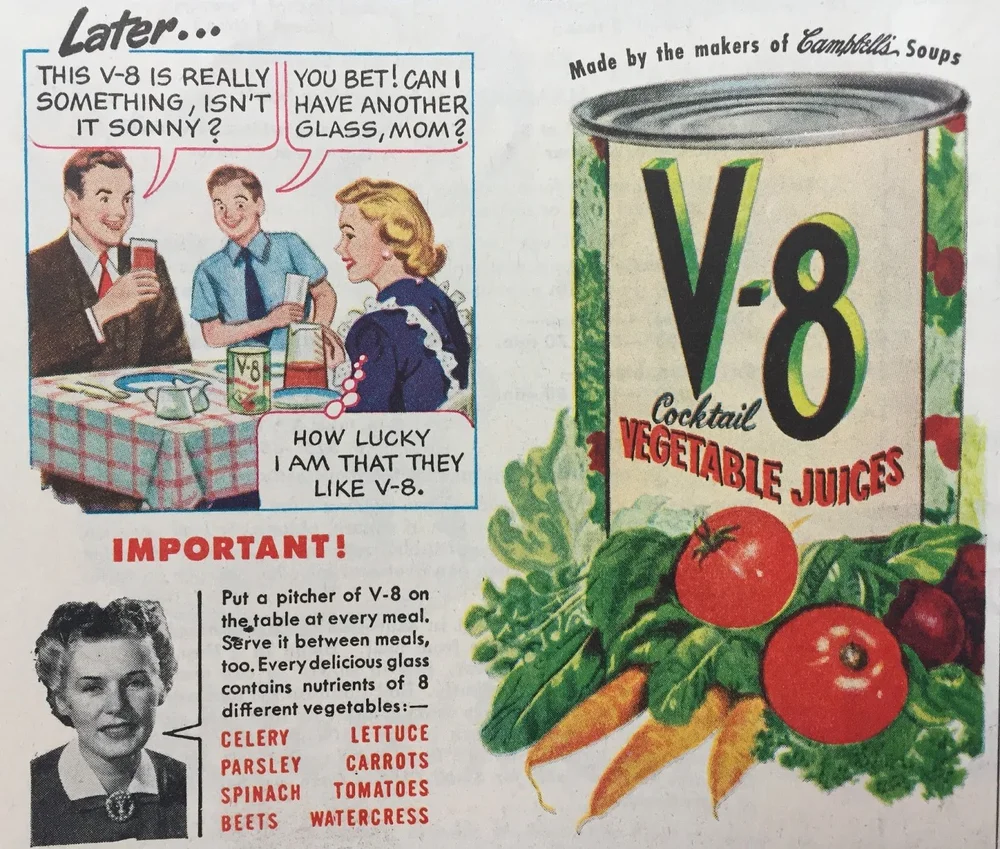 Later...
THIS V-8 IS REALLY
SOMETHING, ISN'T
IT SONNY?
YOU BET! CAN I
HAVE ANOTHER
GLASS, MOM?
V-8
HOW LUCKY
I AM THAT THEY
LIKE V-8.
Made by the makers of Campbell's Soups
V-8
Cocktail
VEGETABLE JUICES
IMPORTANT!
Put a pitcher of V-8 on
the table at every meal.
Serve it between meals,
too. Every delicious glass
contains nutrients of 8
different vegetables:—
CELERY LETTUCE
PARSLEY CARROTS
SPINACH TOMATOES
BEETS WATERCRESS